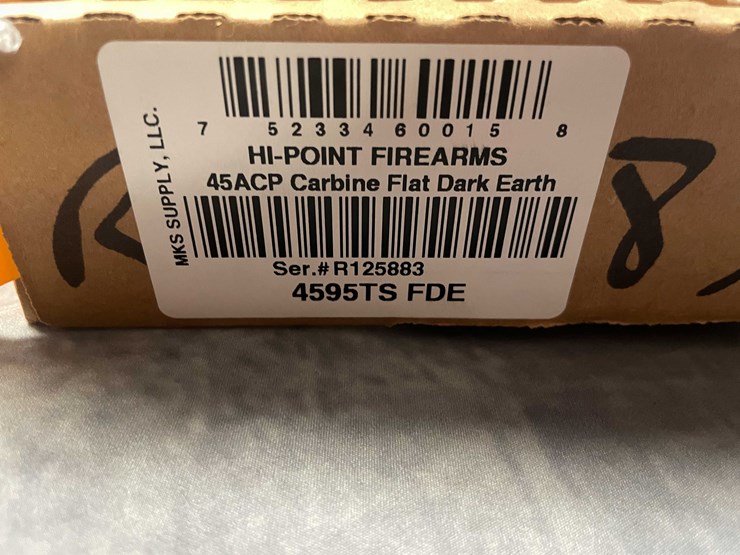 MKS SUPPLY, LLC.
7 52334 60015 8
HI-POINT FIREARMS
45ACP Carbine Flat Dark Earth
Ser.# R125883
4595TS FDE
8